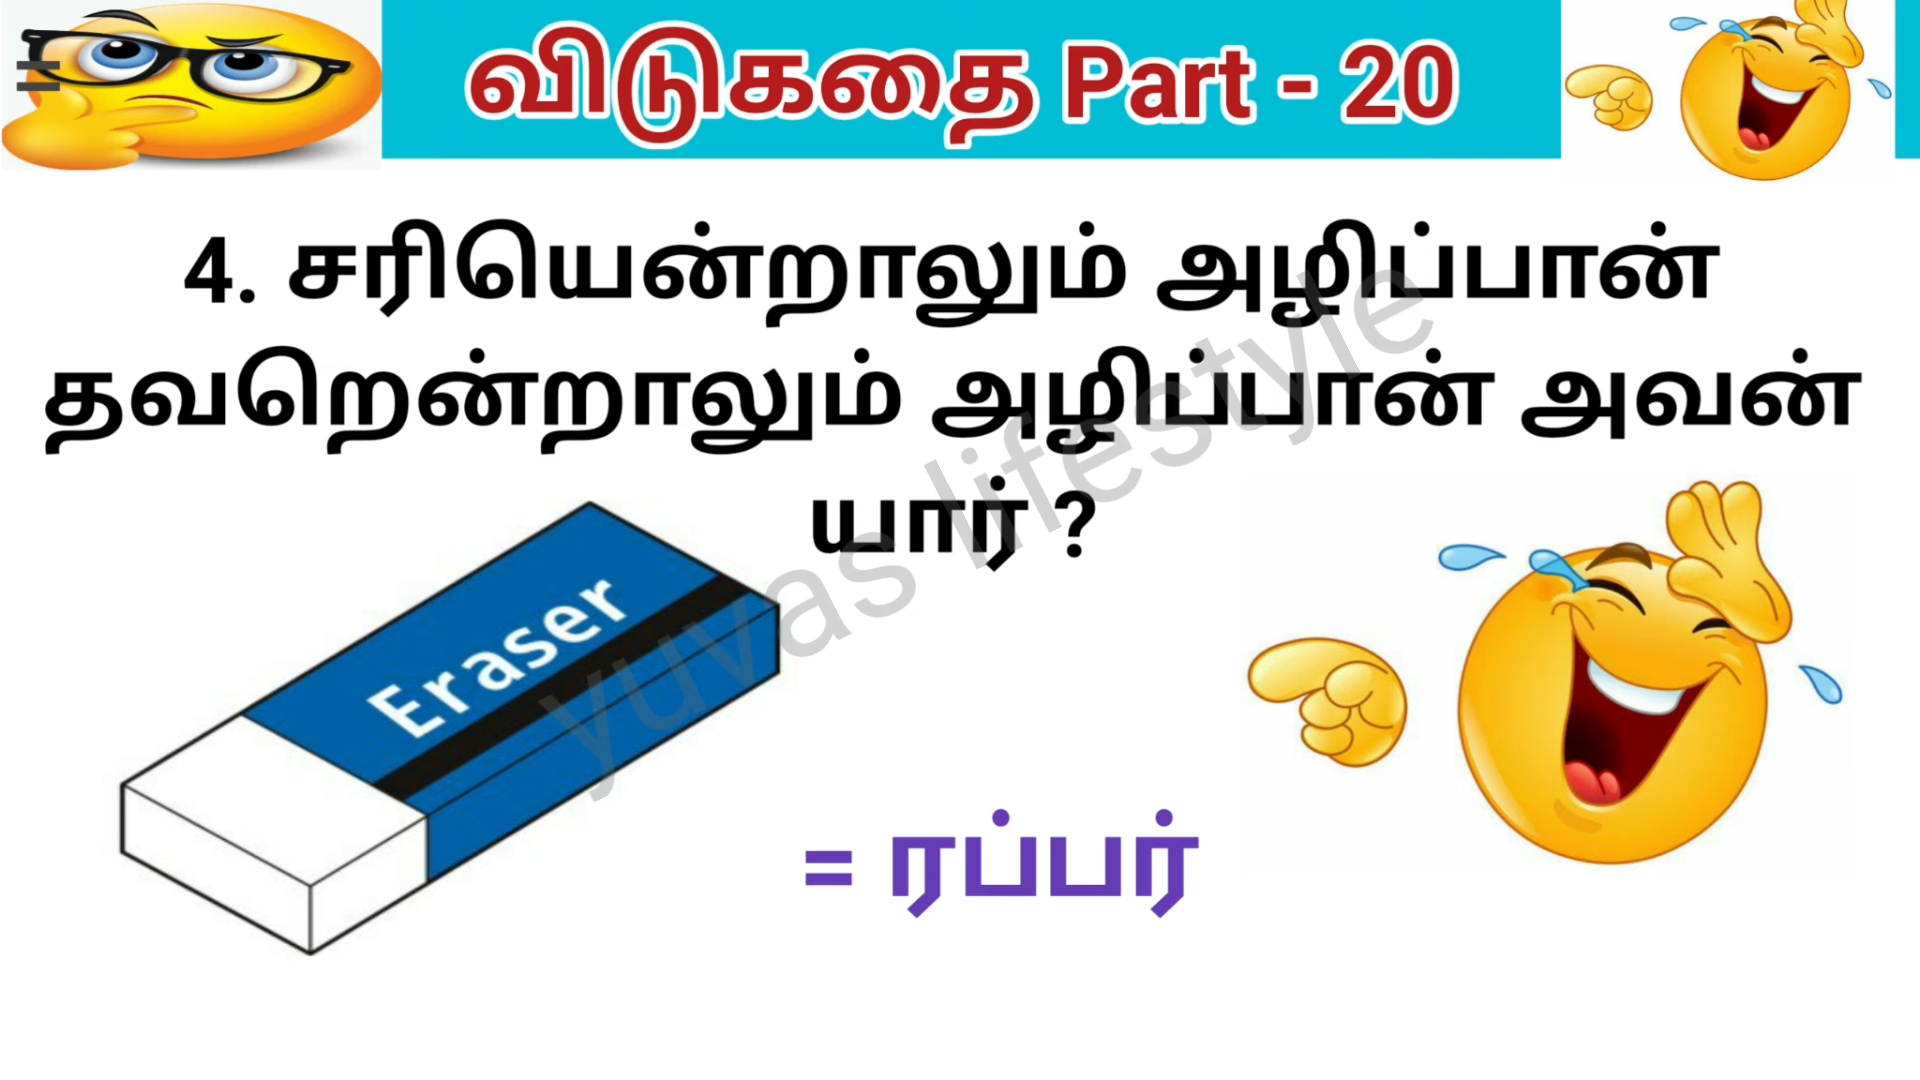 விடுகதை Part - 20
4. சரியென்றாலும் அழிப்பான்
தவறென்றாலும் அழிப்பான் அவன்
யார் ?
Eraser
yuvas lifestyle
= ரப்பர்